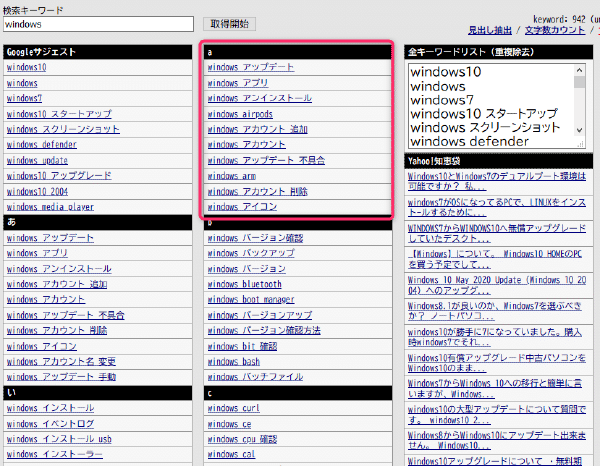 検索キーワード
windows
取得開始
keyword: 942 (u
見出し抽出 / 文字数カウント /
Googleサジェスト
windows10
windows
windows7
windows10 スタートアップ
windows スクリーンショット
windows defender
windows update
windows10 アップグレード
windows10 2004
windows media player
あ
windows アップデート
windows アプリ
windows アンインストール
windows アカウント 追加
windows アカウント
windows アップデート 不具合
windows アカウント 削除
windows アイコン
windows アカウント名 変更
windows アップデート 手動
い
windows インストール
windows イベントログ
windows インストール usb
windows インストーラー
a
windows アップデート
windows アプリ
windows アンインストール
windows airpods
windows アカウント 追加
windows アカウント
windows アップデート 不具合
windows arm
windows アカウント 削除
windows アイコン
b
windows バージョン確認
windows バックアップ
windows バージョン
windows bluetooth
windows boot manager
windows バージョンアップ
windows バージョン確認方法
windows bit 確認
windows bash
windows バッチファイル
c
windows curl
windows ce
windows cpu 確認
windows cal
全キーワードリスト（重複除去）
windows10
windows
windows7
windows10 スタートアップ
windows スクリーンショット
windows defender
Yahoo!知恵袋
Windows10とWindows7のデュアルブート環境は
可能ですか？ 私...
windows7がOSになってるPCで、LINUXをインス
トールするために...
WINDOWS7からWINDOWS10へ無償アップグレード
していたデスクト...
【Windows】について。 Windows10 HOMEのPC
を買う予定でして...
Windows 10 May 2020 Update (Windows 10 20
04) へのアップグ...
Windows8.1が良いのか、Windows7を選ぶべき
か？ ノートパソコ...
windows10が勝手に7になっていました。購入
時windows7でそれ...
Windows10有償アップグレード中古パソコンを
Windows10のまま...
Windows7からWindows 10への移行と簡単に言
いますが、Windows...
windows10の大型アップデートについて質問で
す。 windows10 2...
Windows8からWindows10にアップデート出来ま
せん。 Windows10...
Windows10アップグレードについて ・無料期